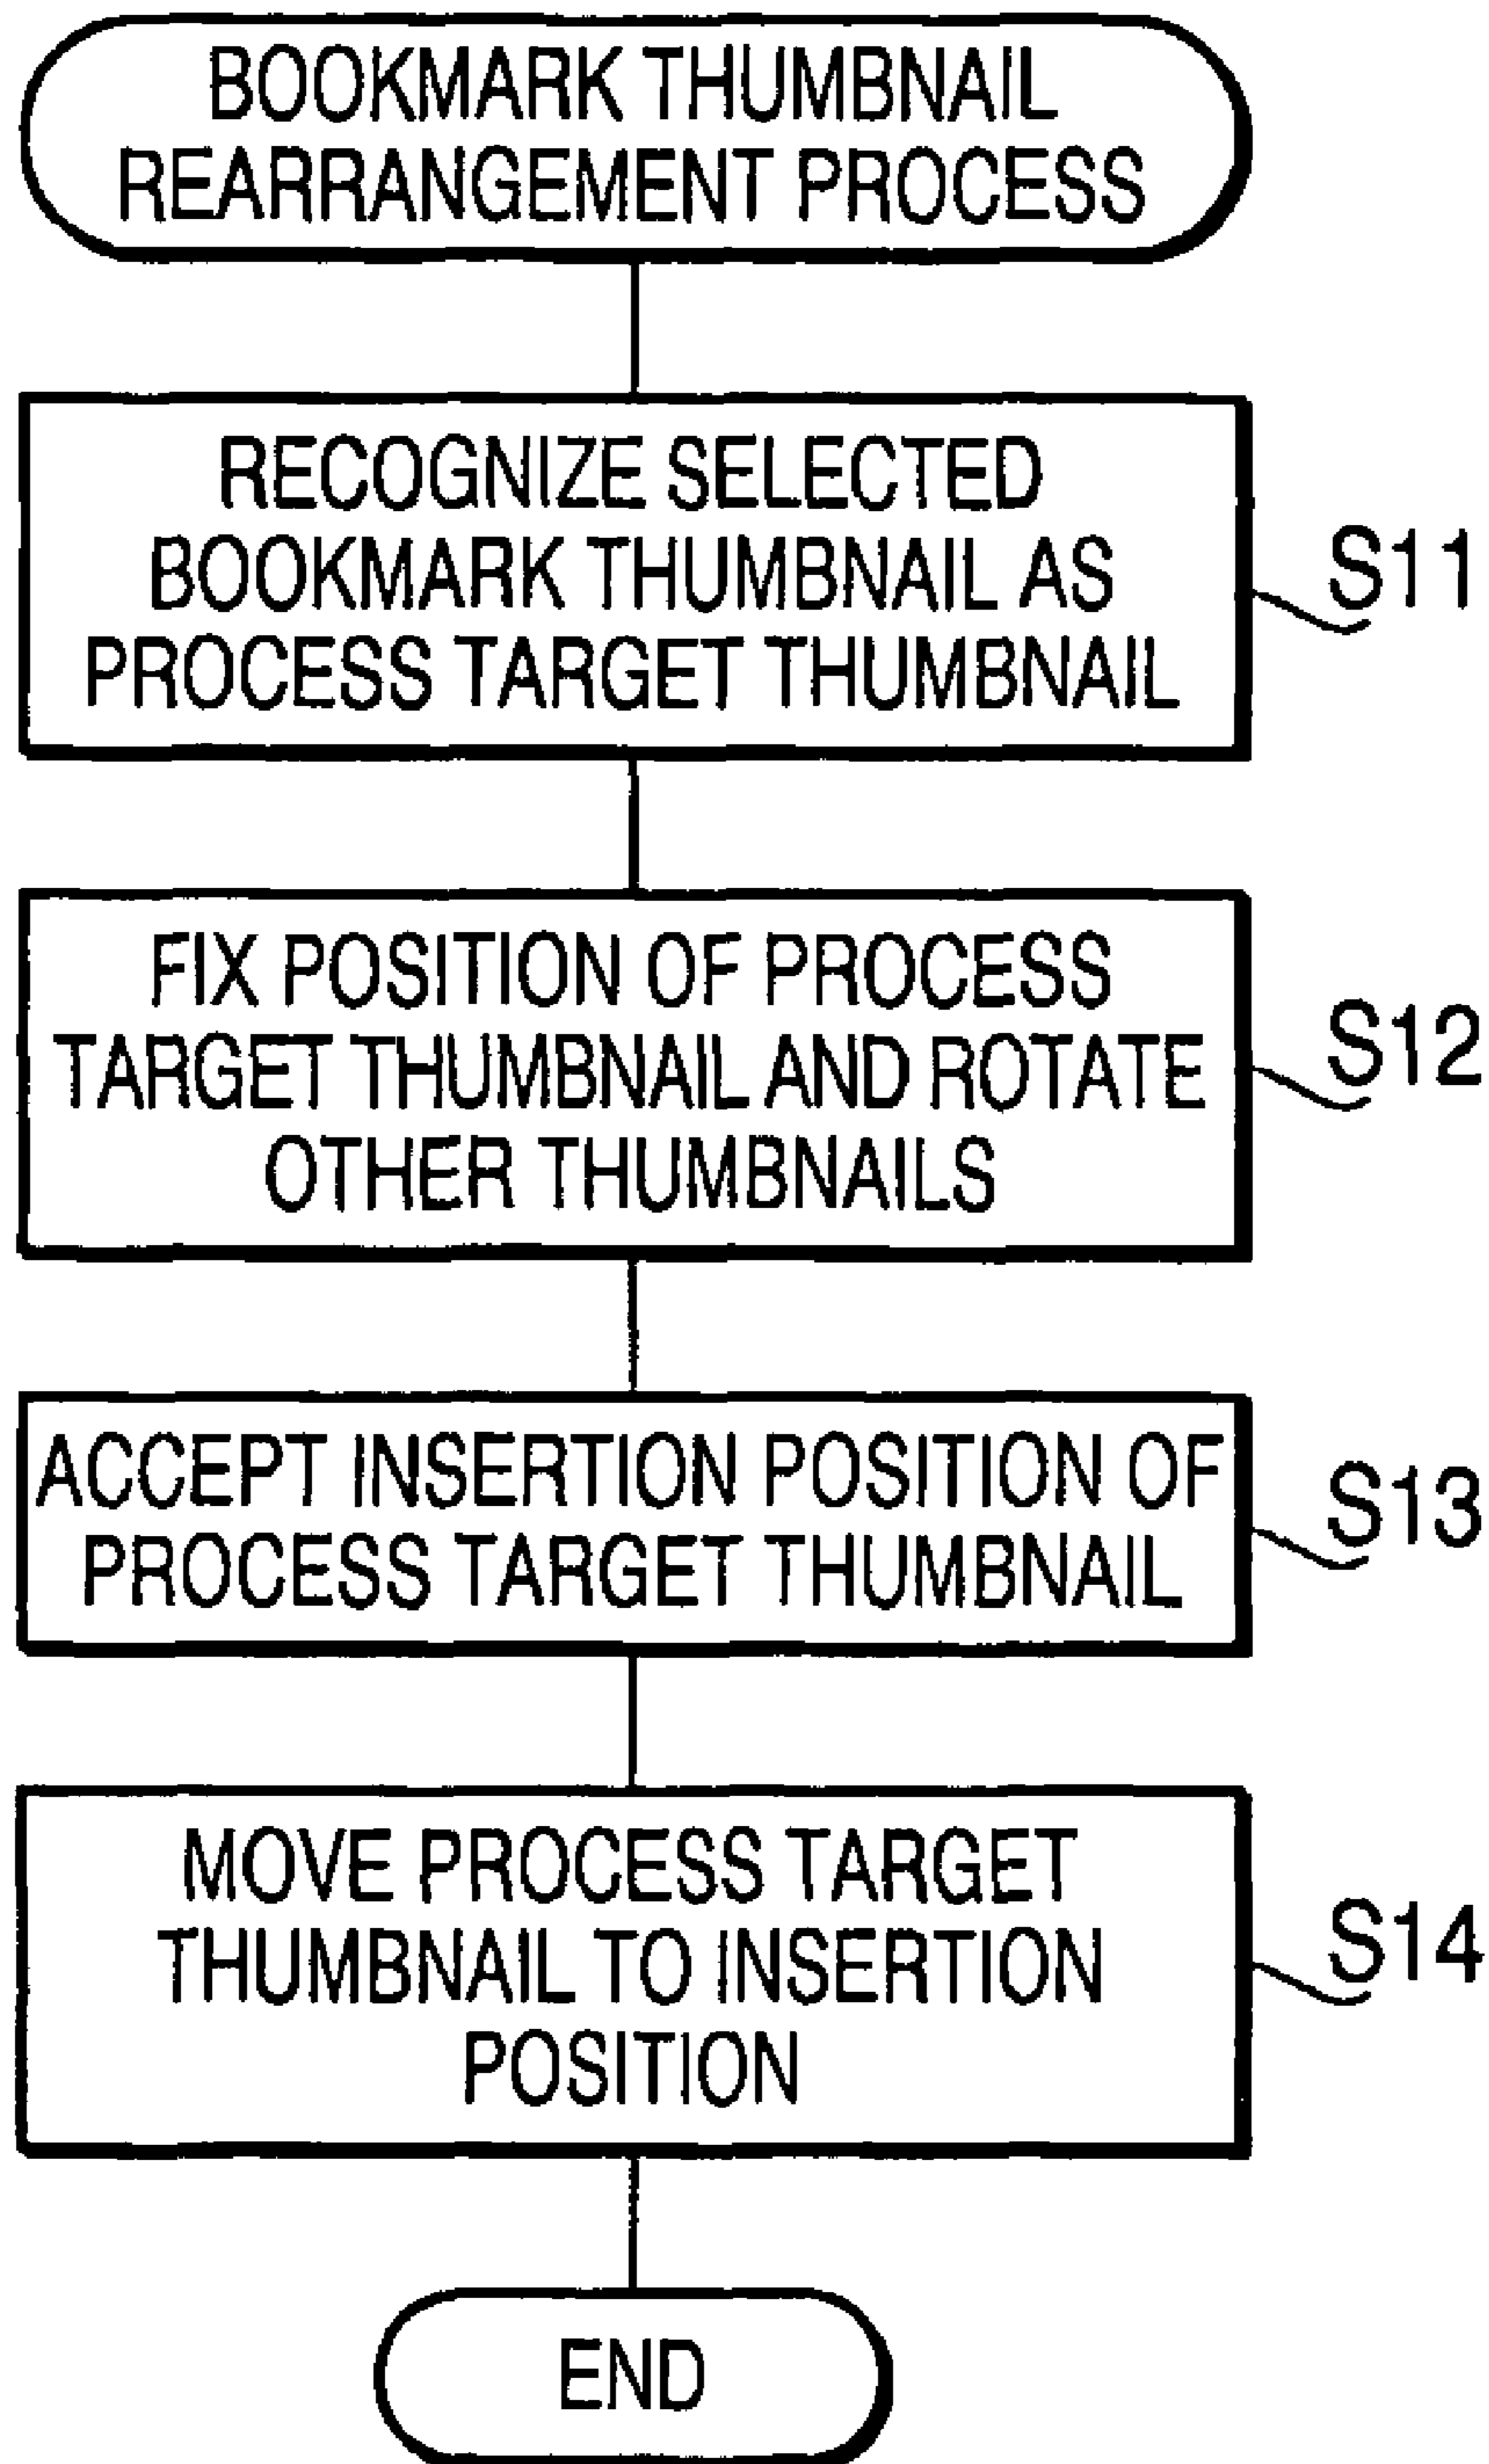 BOOKMARK THUMBNAIL
REARRANGEMENT PROCESS
RECOGNIZE SELECTED
BOOKMARK THUMBNAIL AS
PROCESS TARGET THUMBNAIL
S11
FIX POSITION OF PROCESS
TARGET THUMBNAIL AND ROTATE
OTHER THUMBNAILS
S12
ACCEPT INSERTION POSITION OF
PROCESS TARGET THUMBNAIL
S13
MOVE PROCESS TARGET
THUMBNAIL TO INSERTION
POSITION
S14
END